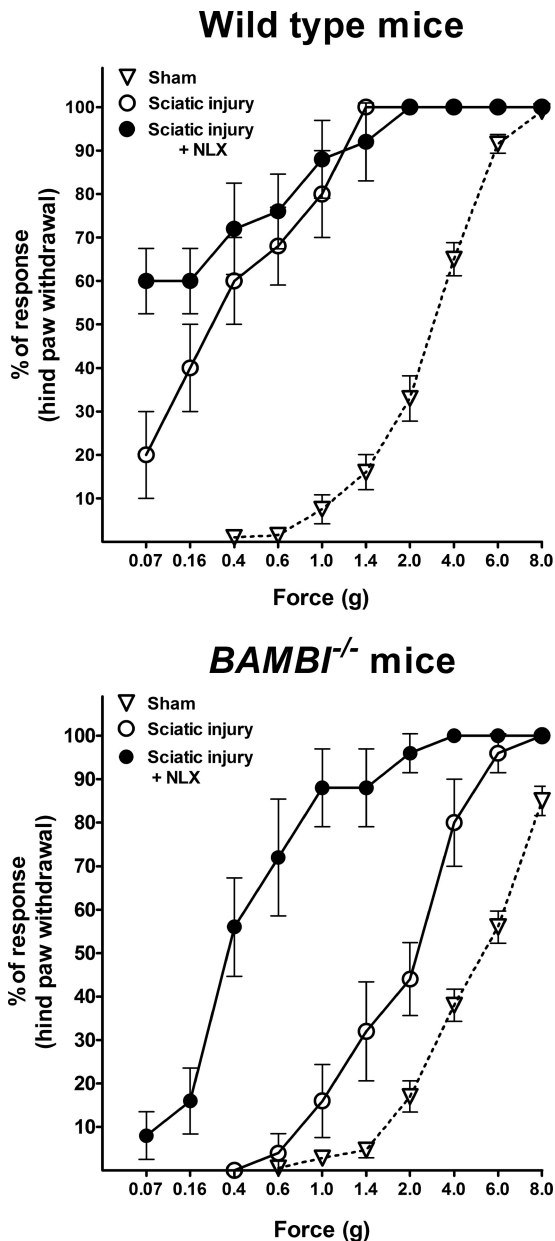 Wild type mice
Sham
Sciatic injury
Sciatic injury
+ NLX
100
90
80
70
60
50
40
30
20
10
% of response
(hind paw withdrawal)
0.07 0.16 0.4 0.6 1.0 1.4 2.0 4.0 6.0 8.0
Force (g)
BAMBI-/- mice
Sham
Sciatic injury
Sciatic injury
+ NLX
100
90
80
70
60
50
40
30
20
10
% of response
(hind paw withdrawal)
0.07 0.16 0.4 0.6 1.0 1.4 2.0 4.0 6.0 8.0
Force (g)